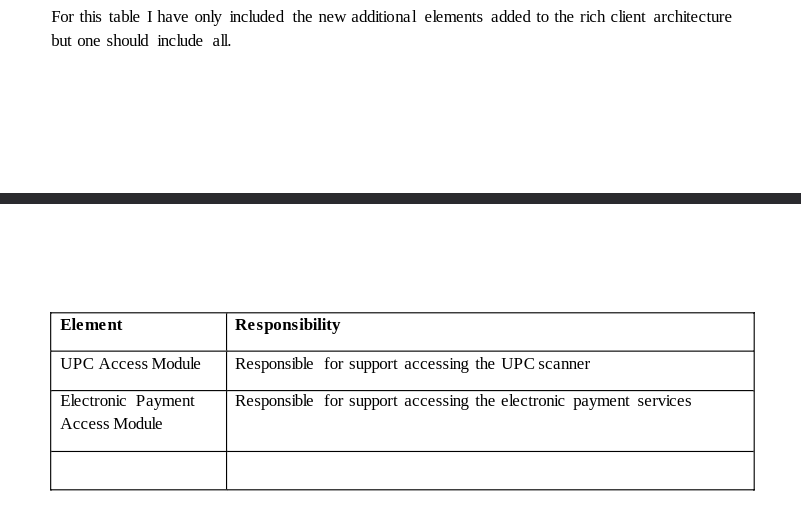 For this table I have only included the new additional elements added to the rich client architecture
but one should include all.
Element Responsibility
UPC Access Module Responsible for support accessing the UPC scanner
Electronic Payment Responsible for support accessing the electronic payment services
Access Module